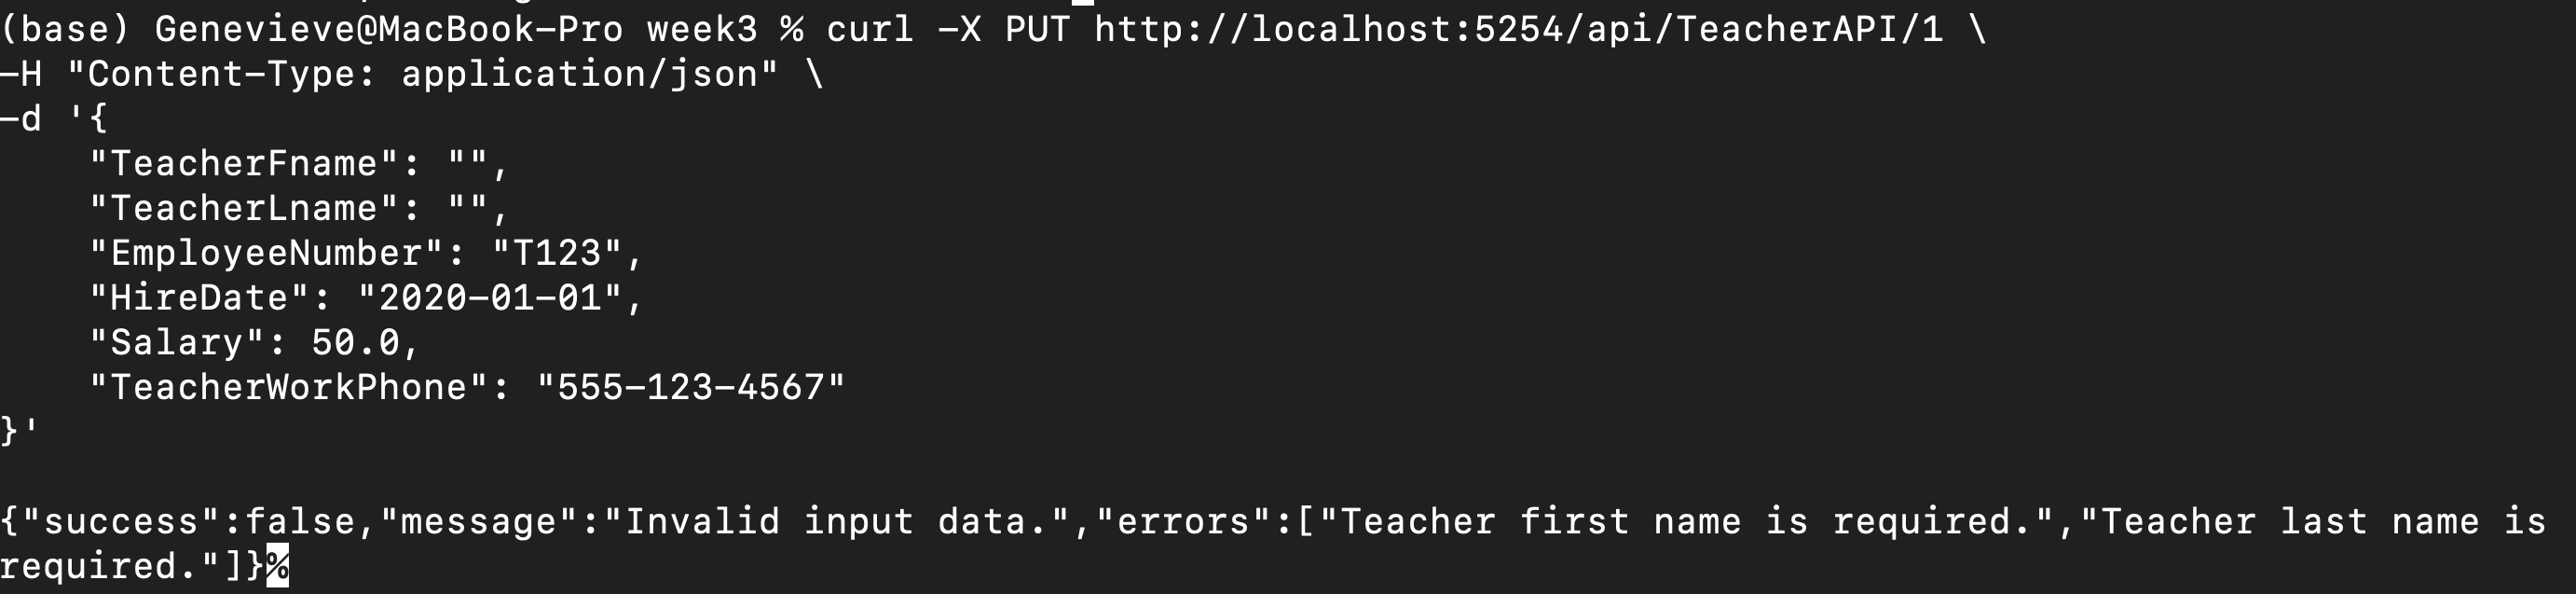 (base) Genevieve@MacBook-Pro week3 % curl -X PUT http://localhost:5254/api/TeacherAPI/1 \
-H "Content-Type: application/json" \
-d '{
    "TeacherFname": "",
    "TeacherLname": "",
    "EmployeeNumber": "T123",
    "HireDate": "2020-01-01",
    "Salary": 50.0,
    "TeacherWorkPhone": "555-123-4567"
}'
{"success":false,"message":"Invalid input data.","errors":["Teacher first name is required.","Teacher last name is
required."]}%